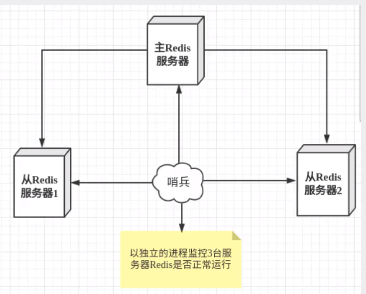 主Redis
服务器
从Redis
服务器1
哨兵
从Redis
服务器2
以独立的进程监控3台服
务器Redis是否正常运行